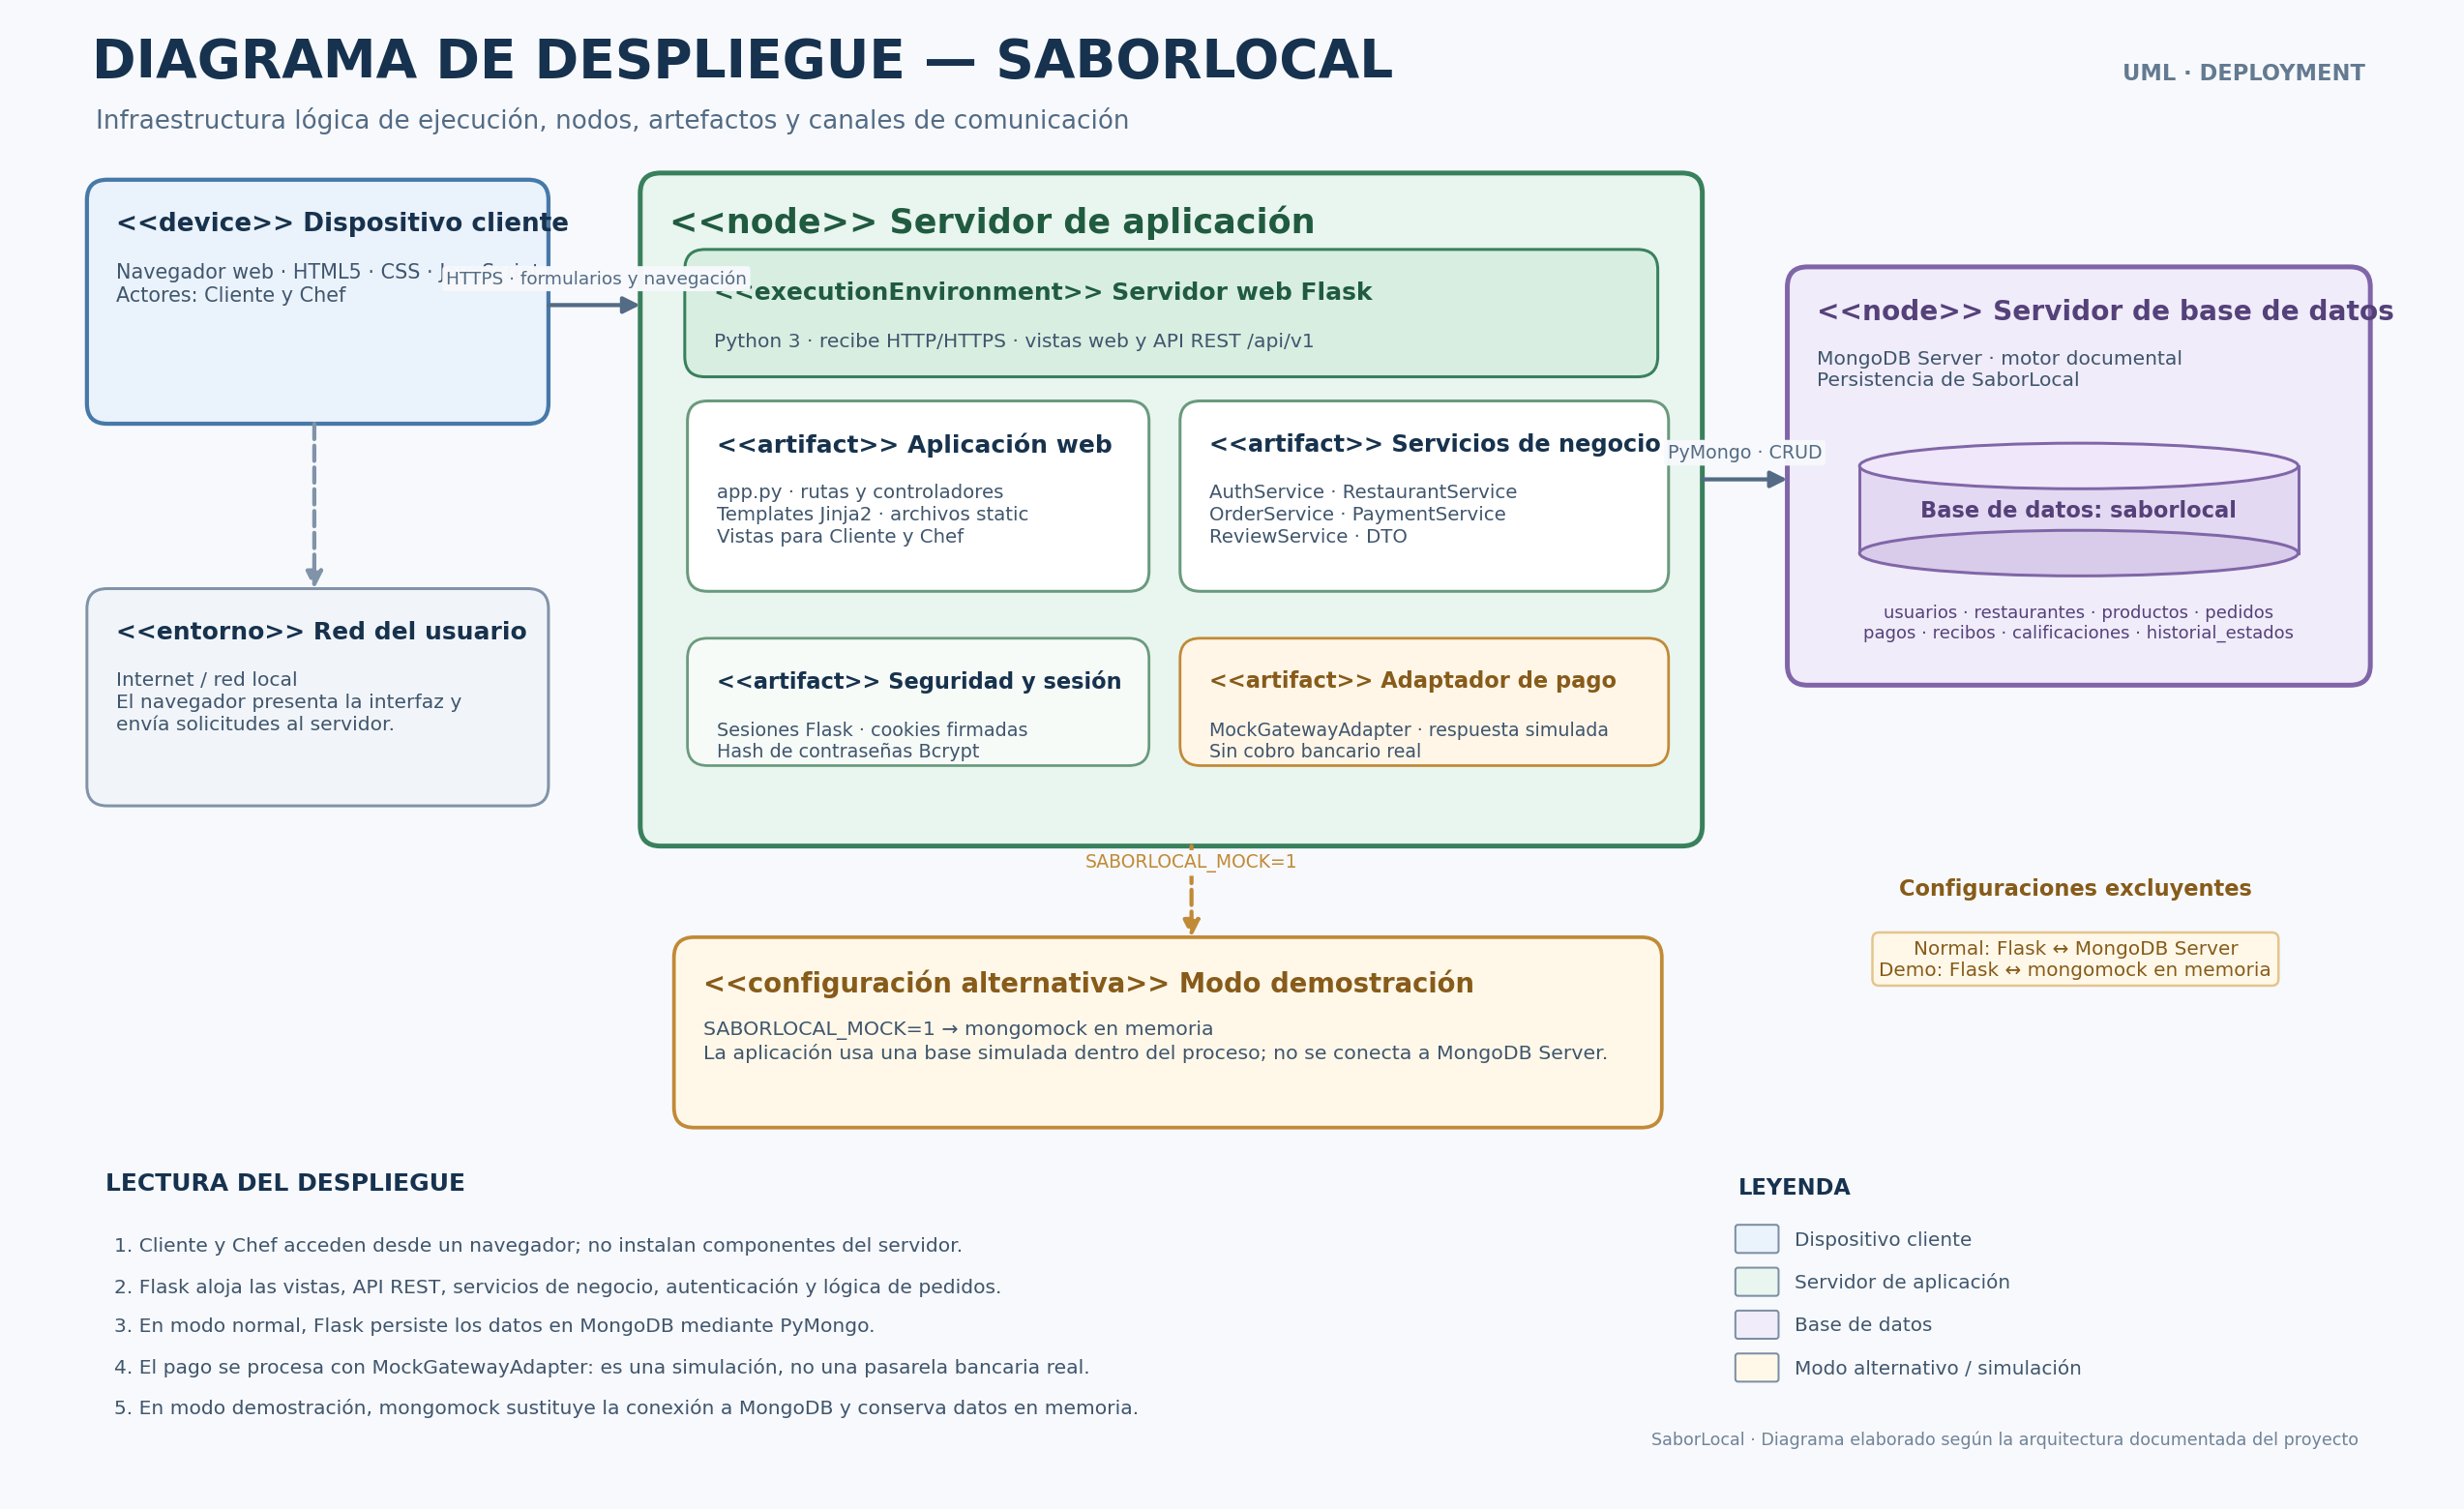 DIAGRAMA DE DESPLIEGUE — SABORLOCAL
UML · DEPLOYMENT
Infraestructura lógica de ejecución, nodos, artefactos y canales de comunicación
<<device>> Dispositivo cliente
Navegador web · HTML5 · CSS ·
Actores: Cliente y Chef
HTTPS · formularios y navegación
<<entorno>> Red del usuario
Internet / red local
El navegador presenta la interfaz y
envía solicitudes al servidor.
<<node>> Servidor de aplicación
<<executionEnvironment>> Servidor web Flask
Python 3 · recibe HTTP/HTTPS · vistas web y API REST /api/v1
<<artifact>> Aplicación web
app.py · rutas y controladores
Templates Jinja2 · archivos static
Vistas para Cliente y Chef
<<artifact>> Servicios de negocio
AuthService · RestaurantService
OrderService · PaymentService
ReviewService · DTO
<<artifact>> Seguridad y sesión
Sesiones Flask · cookies firmadas
Hash de contraseñas Bcrypt
<<artifact>> Adaptador de pago
MockGatewayAdapter · respuesta simulada
Sin cobro bancario real
PyMongo · CRUD
<<node>> Servidor de base de datos
MongoDB Server · motor documental
Persistencia de SaborLocal
Base de datos: saborlocal
usuarios · restaurantes · productos · pedidos
pagos · recibos · calificaciones · historial_estados
SABORLOCAL_MOCK=1
<<configuración alternativa>> Modo demostración
SABORLOCAL_MOCK=1 → mongomock en memoria
La aplicación usa una base simulada dentro del proceso; no se conecta a MongoDB Server.
Configuraciones excluyentes
Normal: Flask ↔ MongoDB Server
Demo: Flask ↔ mongomock en memoria
LECTURA DEL DESPLIEGUE
1. Cliente y Chef acceden desde un navegador; no instalan componentes del servidor.
2. Flask aloja las vistas, API REST, servicios de negocio, autenticación y lógica de pedidos.
3. En modo normal, Flask persiste los datos en MongoDB mediante PyMongo.
4. El pago se procesa con MockGatewayAdapter: es una simulación, no una pasarela bancaria real.
5. En modo demostración, mongomock sustituye la conexión a MongoDB y conserva datos en memoria.
LEYENDA
Dispositivo cliente
Servidor de aplicación
Base de datos
Modo alternativo / simulación
SaborLocal · Diagrama elaborado según la arquitectura documentada del proyecto